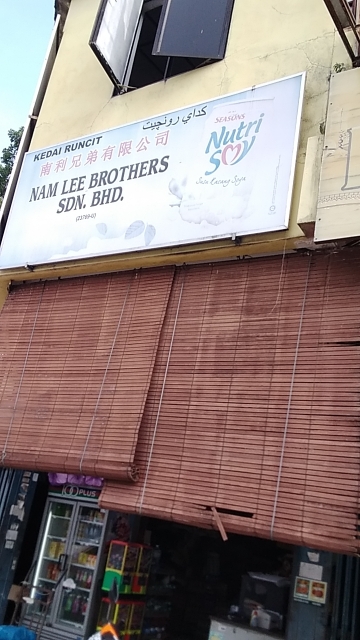 KEDAI RUNCIT
كداي رونچيت
南利兄弟有限公司
NAM LEE BROTHERS
SDN. BHD.
SEASONS
Nutri
Soy
Susu Kacang Soya
100PLUS